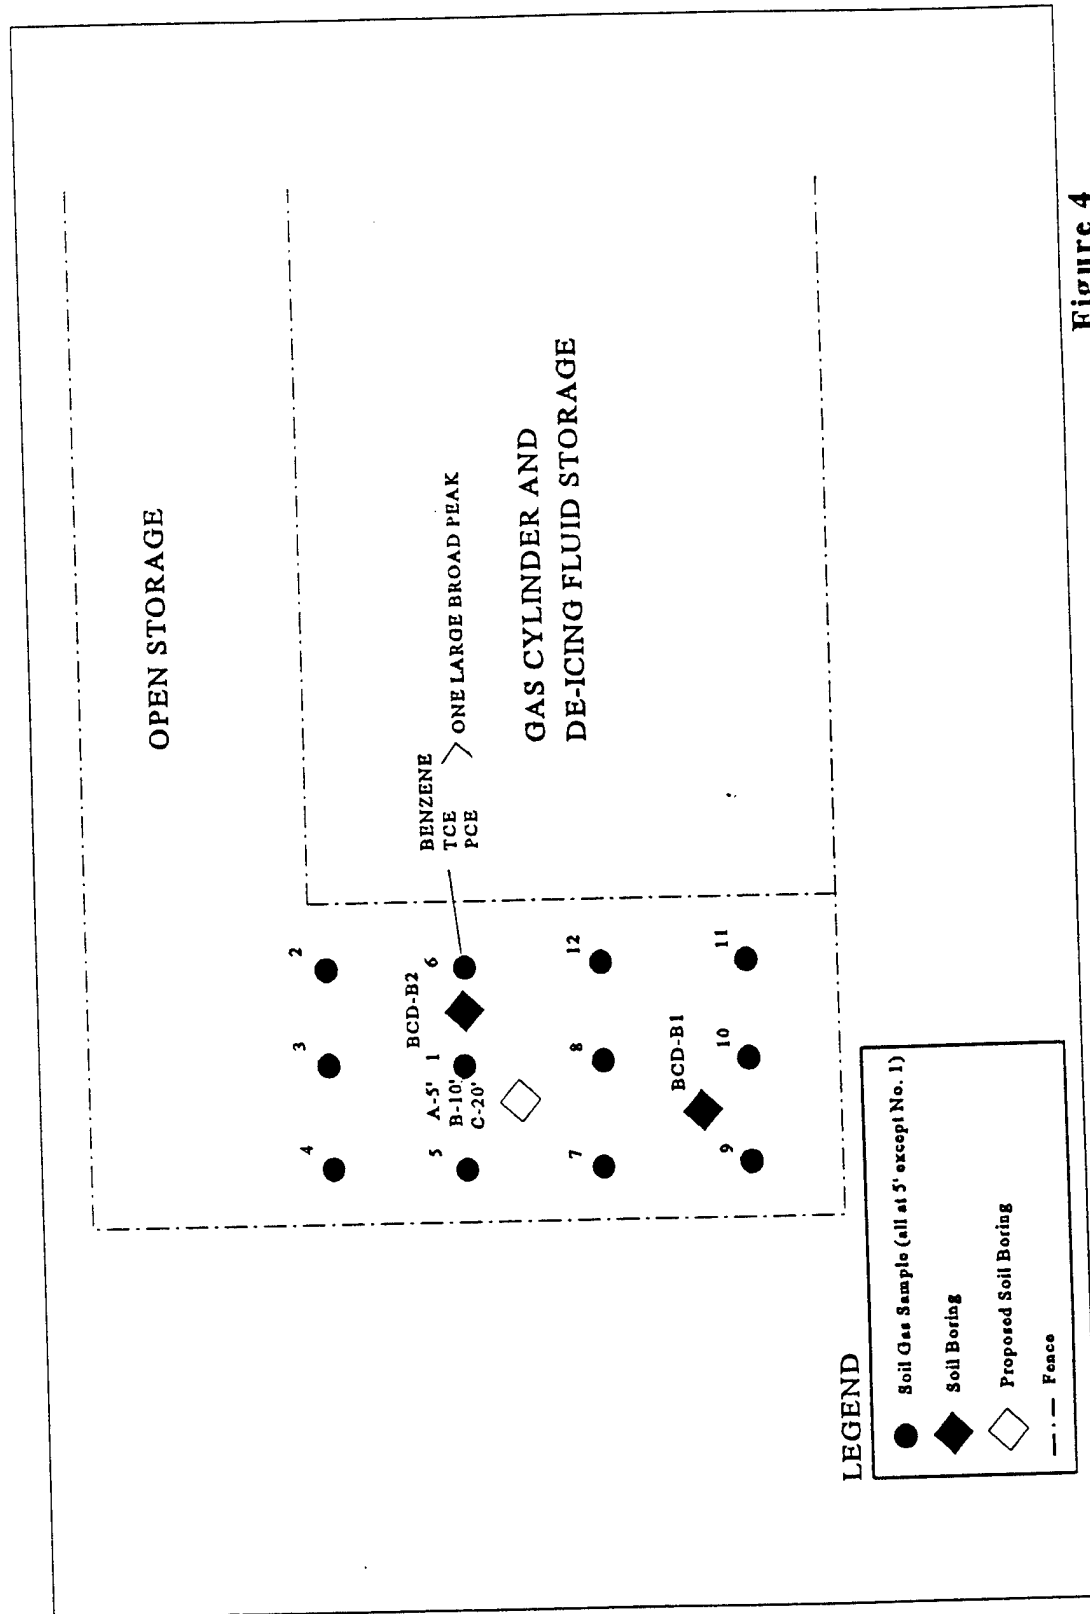 OPEN STORAGE
BENZENE
TCE
PCE
ONE LARGE BROAD PEAK
GAS CYLINDER AND
DE-ICING FLUID STORAGE
4
3
2
5
A-5'
B-10'
C-20'
1
BCD-B2
6
7
8
12
BCD-B1
9
10
11
LEGEND
Soil Gas Sample (all at 5' except No. 1)
Soil Boring
Proposed Soil Boring
Fence
Figure 4